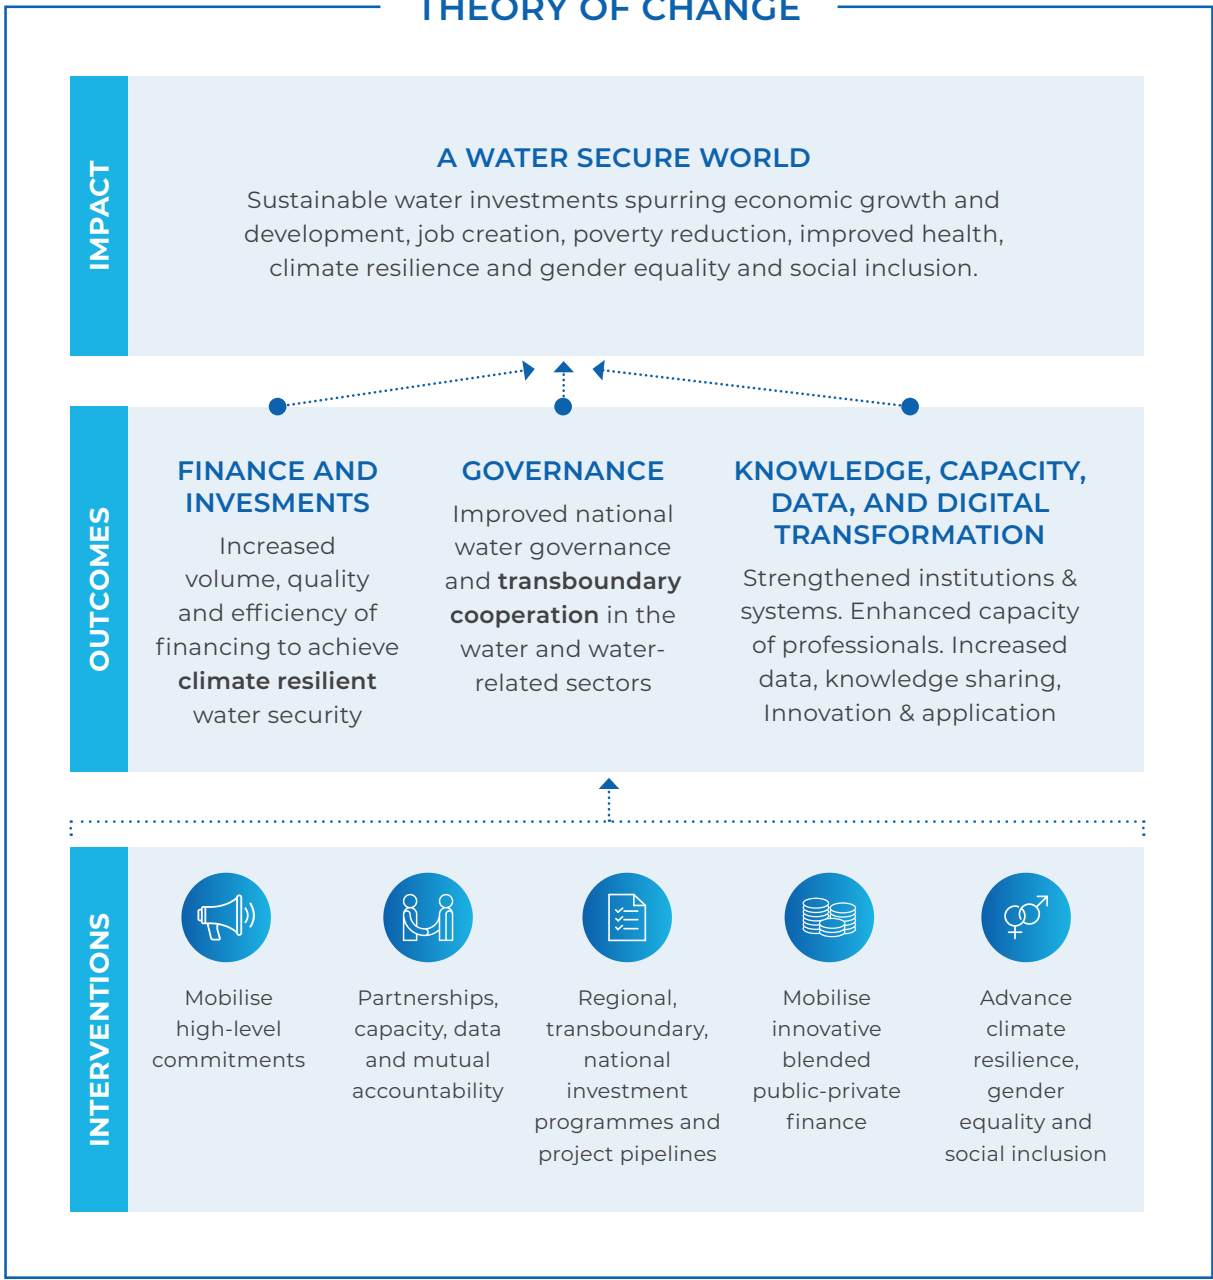 THEORY OF CHANGE
IMPACT
A WATER SECURE WORLD
Sustainable water investments spurring economic growth and
development, job creation, poverty reduction, improved health,
climate resilience and gender equality and social inclusion.
OUTCOMES
FINANCE AND
INVESMENTS
Increased
volume, quality
and efficiency of
financing to achieve
climate resilient
water security
GOVERNANCE
Improved national
water governance
and transboundary
cooperation in the
water and water-
related sectors
KNOWLEDGE, CAPACITY,
DATA, AND DIGITAL
TRANSFORMATION
Strengthened institutions &
systems. Enhanced capacity
of professionals. Increased
data, knowledge sharing,
Innovation & application
INTERVENTIONS
Mobilise
high-level
commitments
Partnerships,
capacity, data
and mutual
accountability
Regional,
transboundary,
national
investment
programmes and
project pipelines
Mobilise
innovative
blended
public-private
finance
Advance
climate
resilience,
gender
equality and
social inclusion